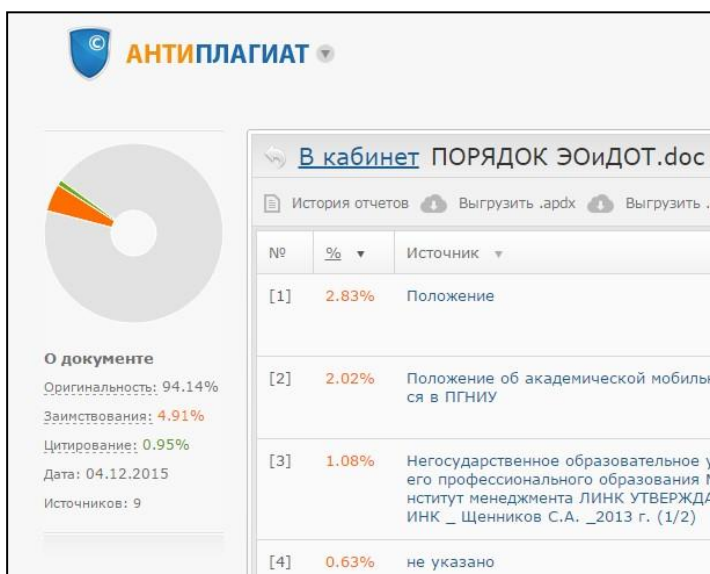 ©
АНТИПЛАГИАТ
В кабинет ПОРЯДОК ЭОиДОТ.doc
История отчетов Выгрузить .apdx Выгрузить .
№ % Источник
[1] 2.83% Положение
[2] 2.02% Положение об академической мобильн
ся в ПГНИУ
[3] 1.08% Негосударственное образовательное у
его профессионального образования М
нститут менеджмента ЛИНК УТВЕРЖДА
ИНК _ Щенников С.А. _2013 г. (1/2)
[4] 0.63% не указано
О документе
Оригинальность: 94.14%
Заимствования: 4.91%
Цитирование: 0.95%
Дата: 04.12.2015
Источников: 9